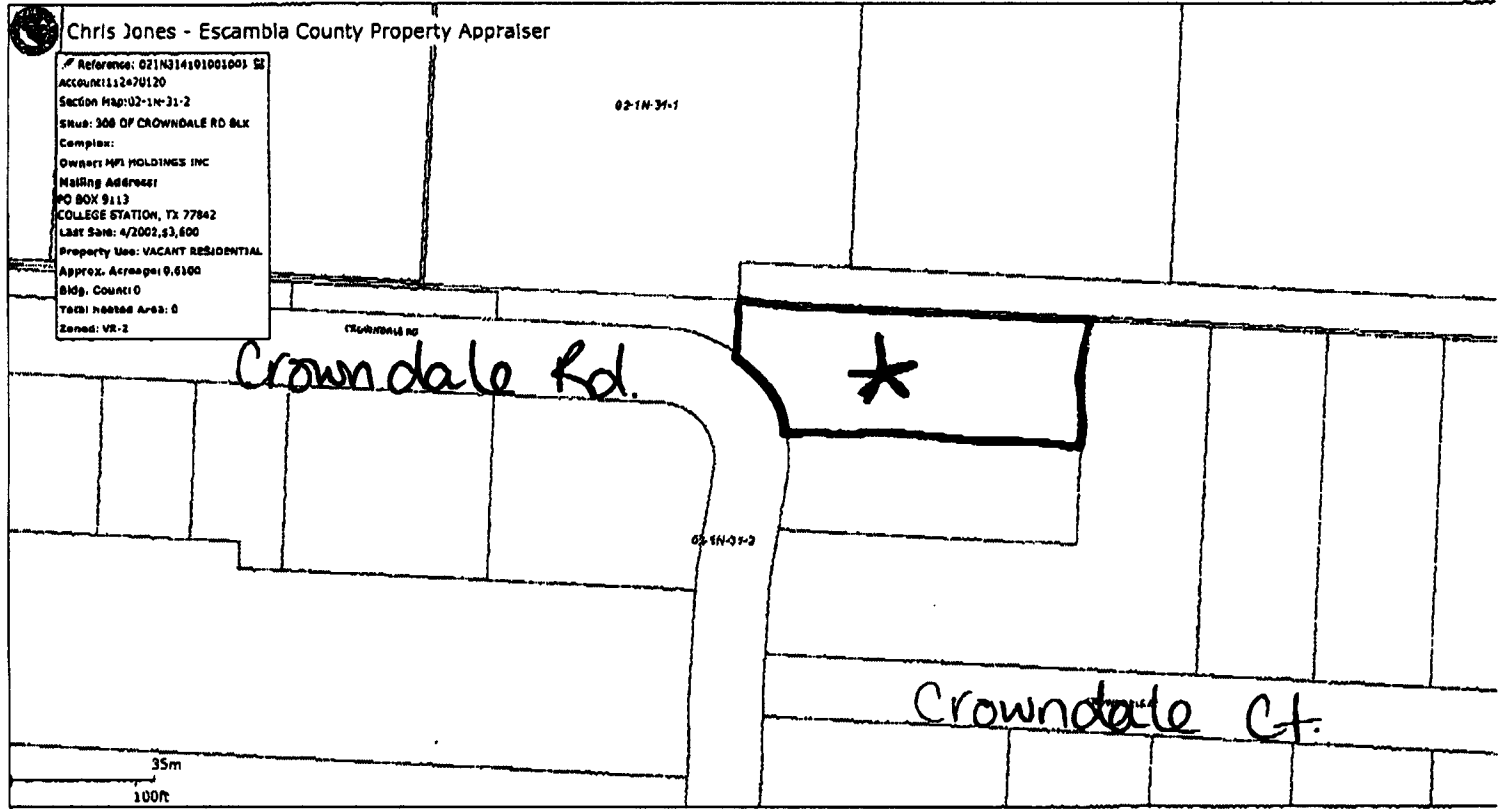 Chris Jones - Escambia County Property Appraiser
Reference: 021N314101001001
Account:112470120
Section Map:02-1N-31-2
Situs: 300 OF CROWNDALE RD BLK
Complex:
Owner: MFI HOLDINGS INC
Mailing Address:
PO BOX 9113
COLLEGE STATION, TX 77842
Last Sale: 4/2002,$3,600
Property Use: VACANT RESIDENTIAL
Approx. Acreage: 0.6100
Bldg. Count: 0
Total Heated Area: 0
Zoned: VR-2
02-1N-31-1
CROWNDALE RD
Crowndale Rd.
02-1N-31-2
Crowndale Ct.
35m
100ft